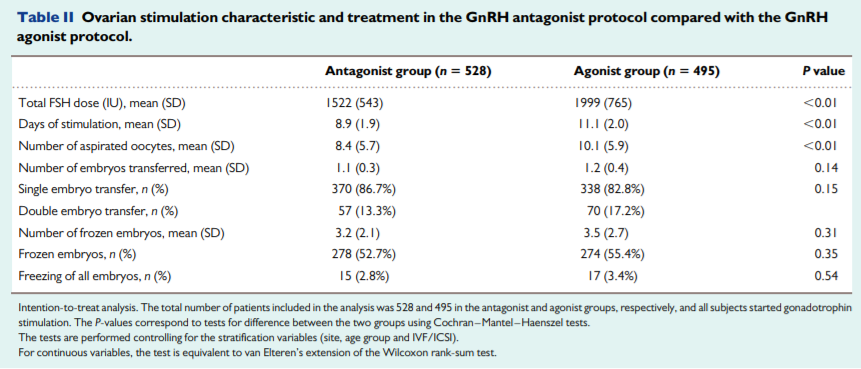 Table II Ovarian stimulation characteristic and treatment in the GnRH antagonist protocol compared with the GnRH
agonist protocol.
Antagonist group (n = 528) Agonist group (n = 495) P value
Total FSH dose (IU), mean (SD) 1522 (543) 1999 (765) <0.01
Days of stimulation, mean (SD) 8.9 (1.9) 11.1 (2.0) <0.01
Number of aspirated oocytes, mean (SD) 8.4 (5.7) 10.1 (5.9) <0.01
Number of embryos transferred, mean (SD) 1.1 (0.3) 1.2 (0.4) 0.14
Single embryo transfer, n (%) 370 (86.7%) 338 (82.8%) 0.15
Double embryo transfer, n (%) 57 (13.3%) 70 (17.2%)
Number of frozen embryos, mean (SD) 3.2 (2.1) 3.5 (2.7) 0.31
Frozen embryos, n (%) 278 (52.7%) 274 (55.4%) 0.35
Freezing of all embryos, n (%) 15 (2.8%) 17 (3.4%) 0.54
Intention-to-treat analysis. The total number of patients included in the analysis was 528 and 495 in the antagonist and agonist groups, respectively, and all subjects started gonadotrophin
stimulation. The P-values correspond to tests for difference between the two groups using Cochran–Mantel–Haenszel tests.
The tests are performed controlling for the stratification variables (site, age group and IVF/ICSI).
For continuous variables, the test is equivalent to van Elteren's extension of the Wilcoxon rank-sum test.